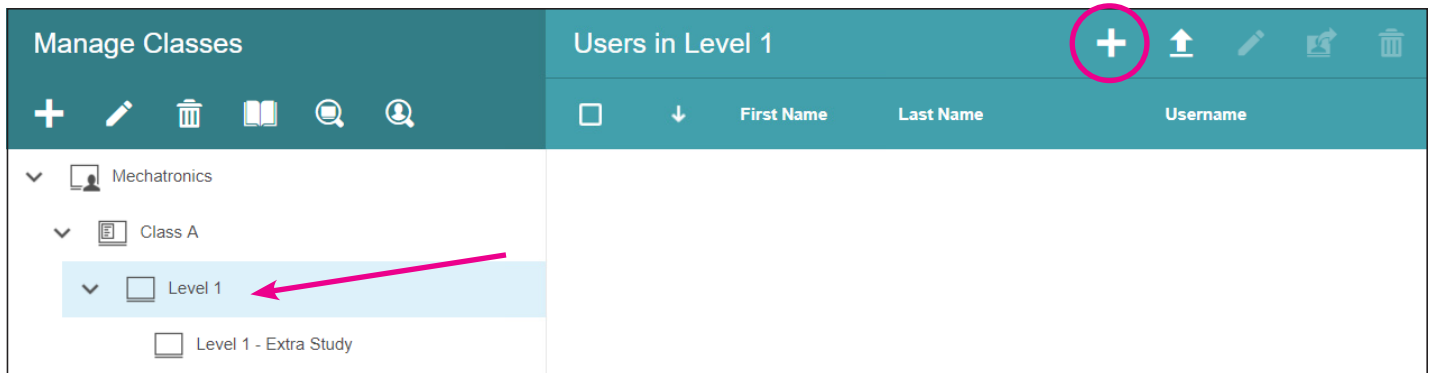 Manage Classes
Users in Level 1
First Name Last Name Username
Mechatronics
Class A
Level 1
Level 1 - Extra Study